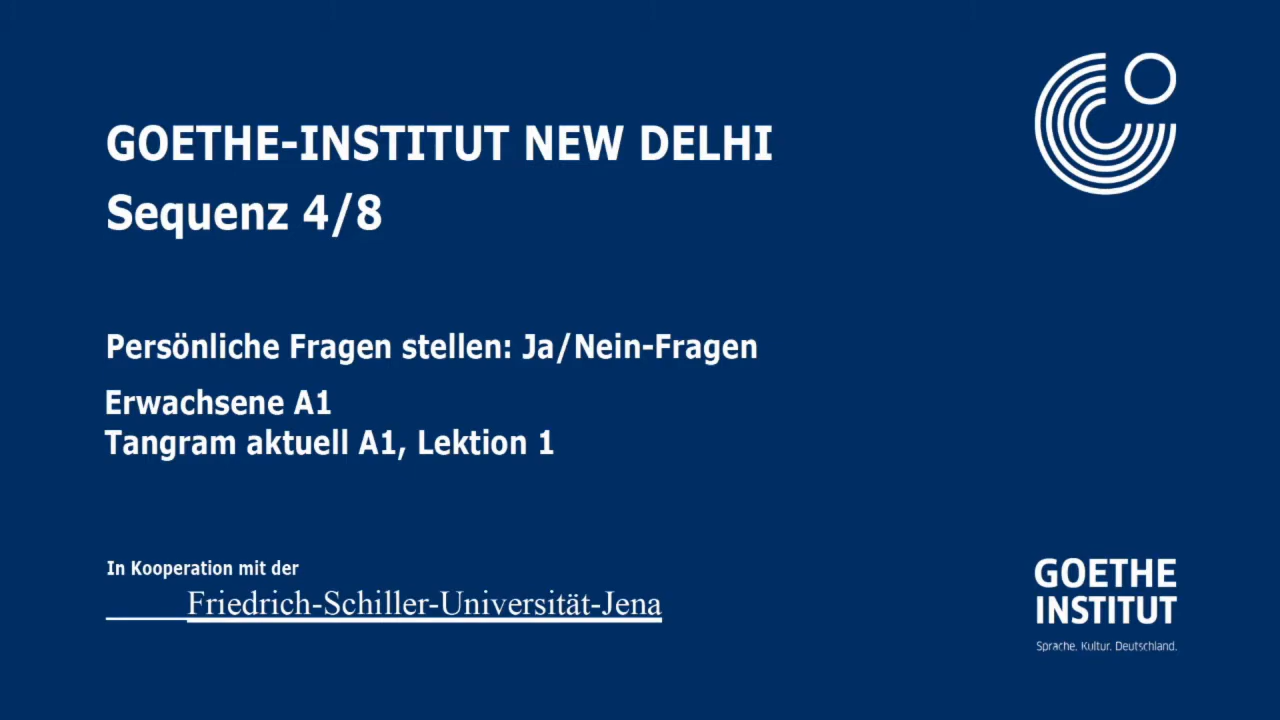 GOETHE-INSTITUT NEW DELHI
Sequenz 4/8
Persönliche Fragen stellen: Ja/Nein-Fragen
Erwachsene A1
Tangram aktuell A1, Lektion 1
In Kooperation mit der
Friedrich-Schiller-Universität-Jena
GOETHE
INSTITUT
Sprache. Kultur. Deutschland.